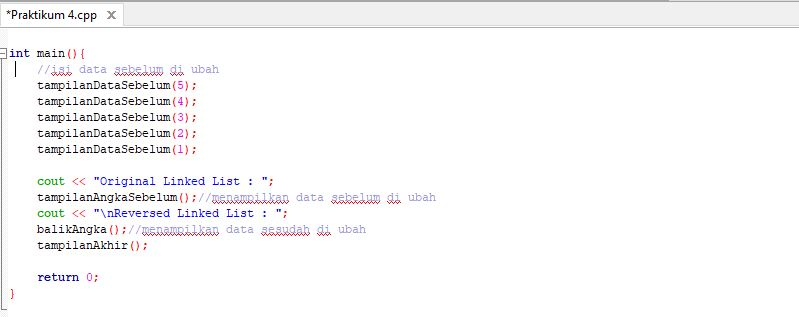 *Praktikum 4.cpp X
int main(){
//isi data sebelum di ubah
tampilanDataSebelum(5);
tampilanDataSebelum(4);
tampilanDataSebelum(3);
tampilanDataSebelum(2);
tampilanDataSebelum(1);
cout << "Original Linked List : ";
tampilanAngkaSebelum();//menampilkan data sebelum di ubah
cout << "\nReversed Linked List : ";
balikAngka();//menampilkan data sesudah di ubah
tampilanAkhir();
return 0;
}